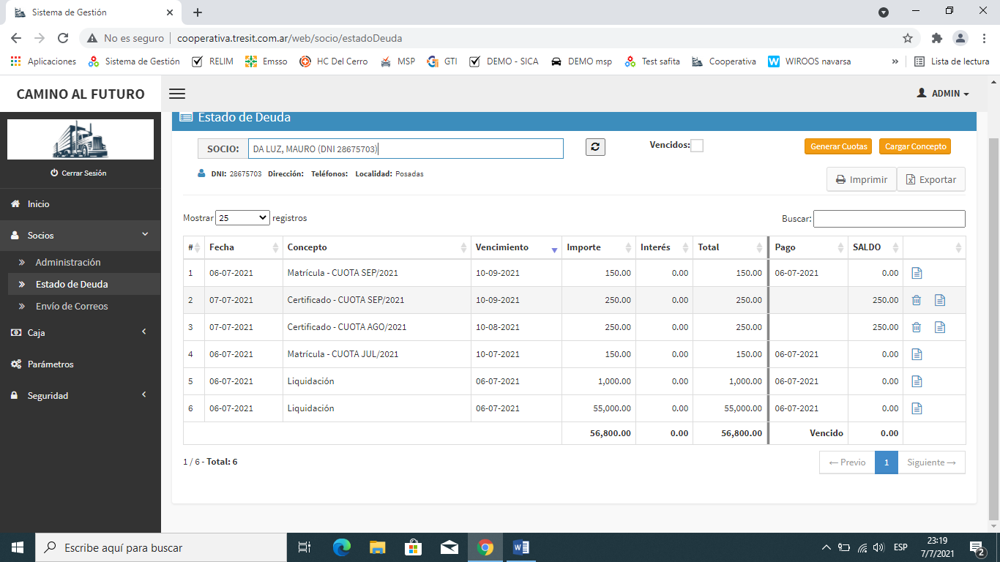 Sistema de Gestión
No es seguro cooperativa.tresit.com.ar/web/socio/estadoDeuda
Aplicaciones Sistema de Gestión RELIM Emsso HC Del Cerro MSP GTI DEMO - SICA DEMO msp Test safita Cooperativa WIROOS navarsa » Lista de lectura
CAMINO AL FUTURO
ADMIN
Cerrar Sesión
Inicio
Socios
Administración
Estado de Deuda
Envío de Correos
Caja
Parámetros
Seguridad
Estado de Deuda
SOCIO: DA LUZ, MAURO (DNI 28675703) Vencidos: Generar Cuotas Cargar Concepto
DNI: 28675703 Dirección: Teléfonos: Localidad: Posadas
Imprimir Exportar
Mostrar 25 registros Buscar:
# Fecha Concepto Vencimiento Importe Interés Total Pago SALDO
1 06-07-2021 Matrícula - CUOTA SEP/2021 10-09-2021 150.00 0.00 150.00 06-07-2021 0.00
2 07-07-2021 Certificado - CUOTA SEP/2021 10-09-2021 250.00 0.00 250.00 250.00
3 07-07-2021 Certificado - CUOTA AGO/2021 10-08-2021 250.00 0.00 250.00 250.00
4 06-07-2021 Matrícula - CUOTA JUL/2021 10-07-2021 150.00 0.00 150.00 06-07-2021 0.00
5 06-07-2021 Liquidación 06-07-2021 1,000.00 0.00 1,000.00 06-07-2021 0.00
6 06-07-2021 Liquidación 06-07-2021 55,000.00 0.00 55,000.00 06-07-2021 0.00
56,800.00 0.00 56,800.00 Vencido 0.00
1 / 6 - Total: 6
← Previo 1 Siguiente →
Escribe aquí para buscar
ESP
23:19
7/7/2021
2